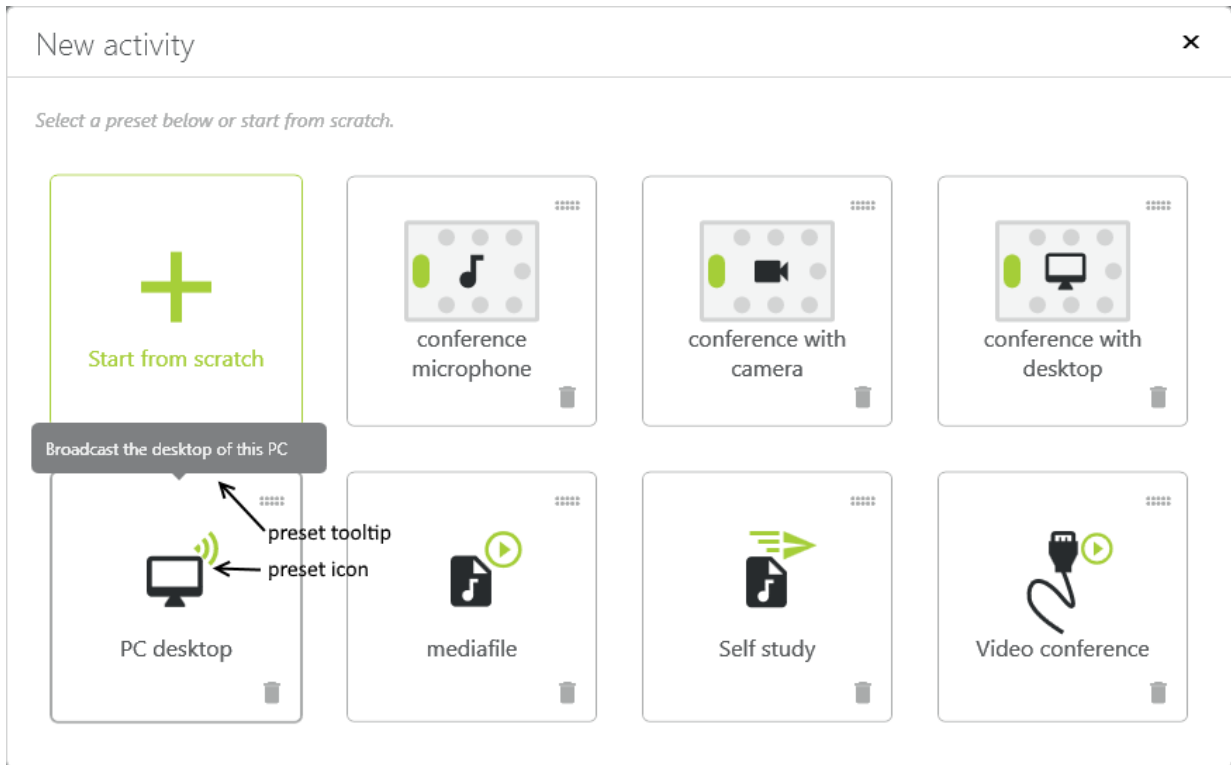 New activity
Select a preset below or start from scratch.
Start from scratch
conference
microphone
conference with
camera
conference with
desktop
Broadcast the desktop of this PC
preset tooltip
preset icon
PC desktop
mediafile
Self study
Video conference